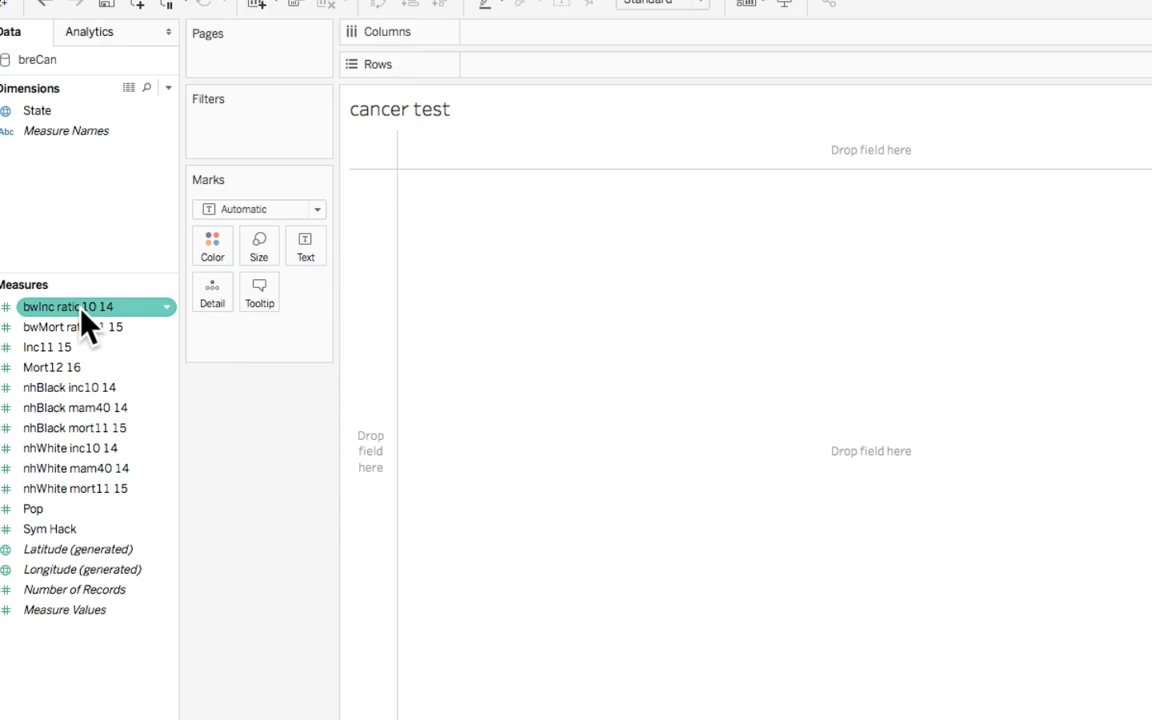 Standard
Data
Analytics
breCan
Dimensions
Abc
State
Measure Names
Measures
bwInc ratio10 14
bwMort 15
Inc11 15
Mort12 16
nhBlack inc10 14
nhBlack mam40 14
nhBlack mort11 15
nhWhite inc10 14
nhWhite mam40 14
nhWhite mort11 15
Pop
Sym Hack
Latitude (generated)
Longitude (generated)
Number of Records
Measure Values
Pages
Filters
Marks
Automatic
Color
Size
Text
Detail
Tooltip
Columns
Rows
cancer test
Drop field here
Drop
field
here
Drop field here